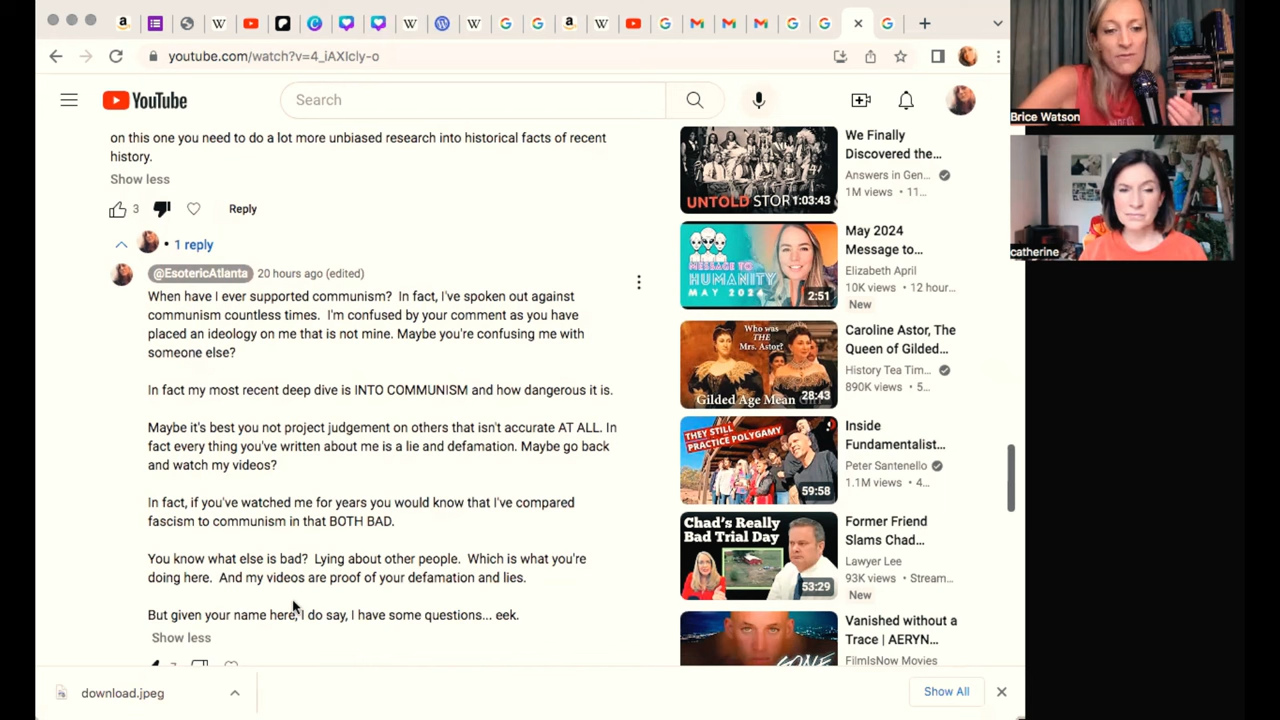 youtube.com/watch?v=4_iAXIcly-o
YouTube
Search
on this one you need to do a lot more unbiased research into historical facts of recent
history.
Show less
3
Reply
• 1 reply
@EsotericAtlanta 20 hours ago (edited)
When have I ever supported communism? In fact, I've spoken out against
communism countless times. I'm confused by your comment as you have
placed an ideology on me that is not mine. Maybe you're confusing me with
someone else?
In fact my most recent deep dive is INTO COMMUNISM and how dangerous it is.
Maybe it's best you not project judgement on others that isn't accurate AT ALL. In
fact every thing you've written about me is a lie and defamation. Maybe go back
and watch my videos?
In fact, if you've watched me for years you would know that I've compared
fascism to communism in that BOTH BAD.
You know what else is bad? Lying about other people. Which is what you're
doing here. And my videos are proof of your defamation and lies.
But given your name here, I do say, I have some questions... eek.
Show less
UNTOLD STOR
1:03:43
We Finally
Discovered the...
Answers in Gen...
1M views • 11...
MESSAGE TO
HUMANITY
MAY 2024
2:51
May 2024
Message to...
Elizabeth April
10K views • 12 hour...
New
Who was
THE
Mrs. Astor?
Gilded Age Mean
28:43
Caroline Astor, The
Queen of Gilded...
History Tea Tim...
890K views • 5...
THEY STILL
PRACTICE POLYGAMY
59:58
Inside
Fundamentalist...
Peter Santenello
1.1M views • 4...
Chad's Really
Bad Trial Day
53:29
Former Friend
Slams Chad...
Lawyer Lee
93K views • Stream...
New
GONE
Vanished without a
Trace | AERYN...
FilmIsNow Movies
Brice Watson
catherine
download.jpeg
Show All